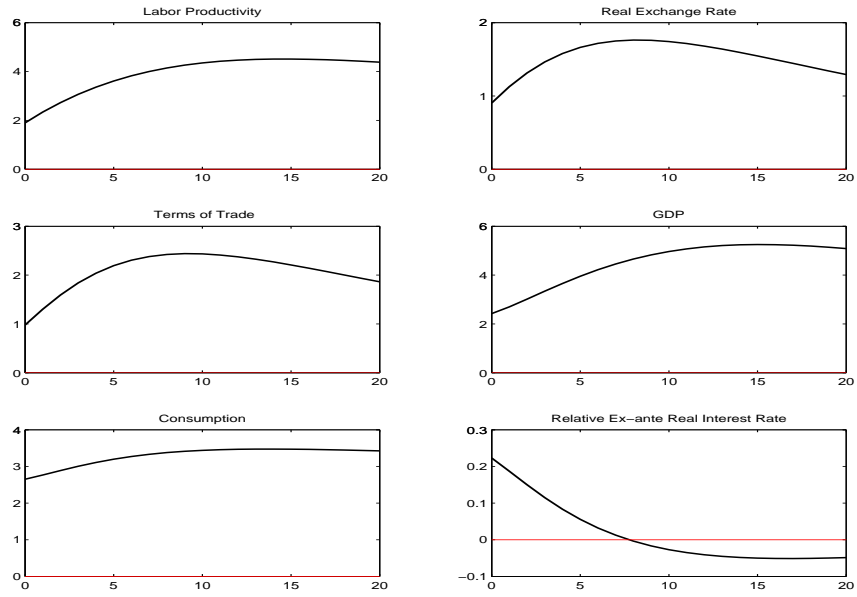 Labor Productivity
6
4
2
0
0 5 10 15 20
Real Exchange Rate
2
1
0
0 5 10 15 20
Terms of Trade
3
2
1
0
0 5 10 15 20
GDP
6
4
2
0
0 5 10 15 20
Consumption
4
3
2
1
0
0 5 10 15 20
Relative Ex−ante Real Interest Rate
0.3
0.2
0.1
0
−0.1
0 5 10 15 20